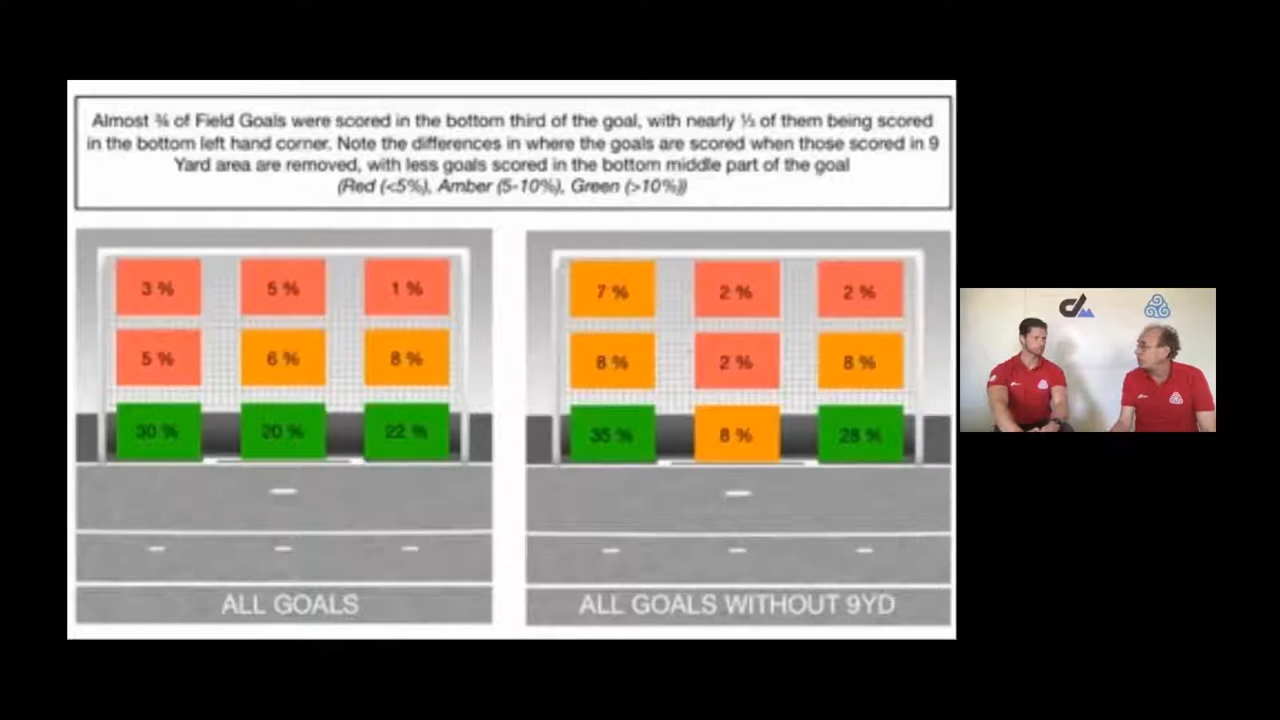 Almost ¾ of Field Goals were scored in the bottom third of the goal, with nearly ⅓ of them being scored
in the bottom left hand corner. Note the differences in where the goals are scored when those scored in 9
Yard area are removed, with less goals scored in the bottom middle part of the goal
(Red (<5%), Amber (5-10%), Green (>10%))
3 % 5 % 1 %
5 % 6 % 8 %
30 % 20 % 22 %
ALL GOALS
7 % 2 % 2 %
8 % 2 % 8 %
35 % 8 % 28 %
ALL GOALS WITHOUT 9YD